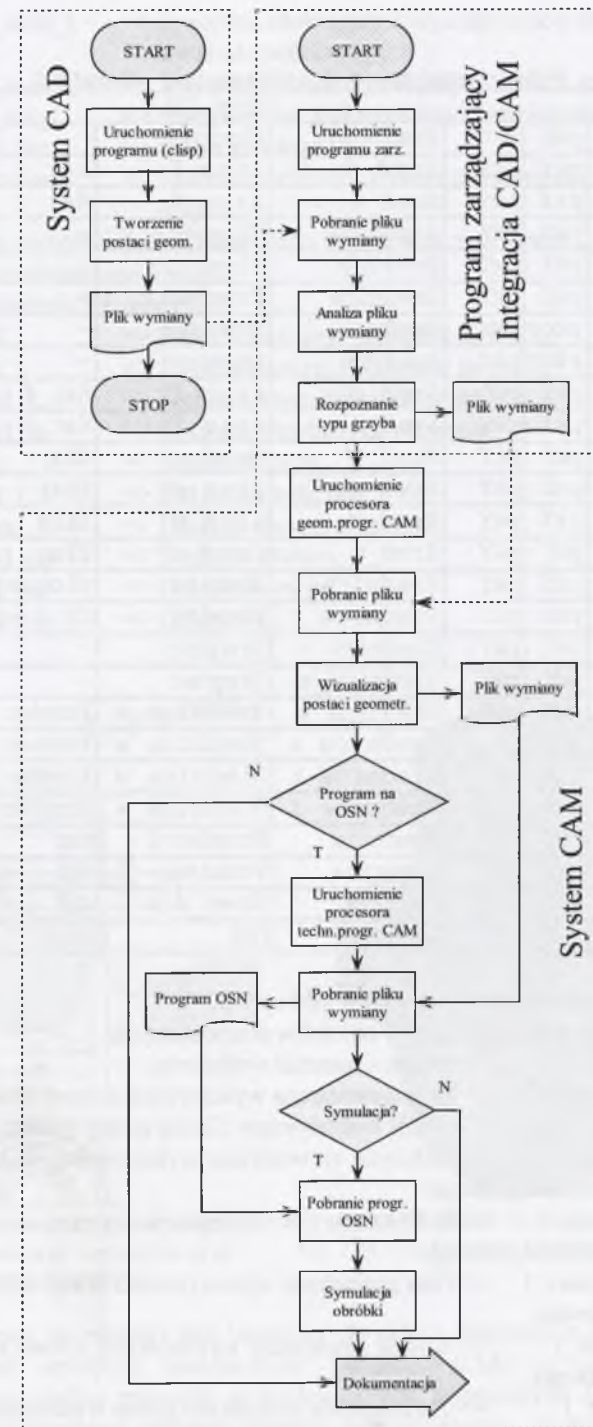 System CAD
START
Uruchomienie
programu (clisp)
Tworzenie
postaci geom.
Plik wymiany
STOP
Program zarządzający
Integracja CAD/CAM
START
Uruchomienie
programu zarz.
Pobranie pliku
wymiany
Analiza pliku
wymiany
Rozpoznanie
typu grzyba
Plik wymiany
System CAM
Uruchomienie
procesora
geom.progr. CAM
Pobranie pliku
wymiany
Wizualizacja
postaci geometr.
Plik wymiany
N
Program na
OSN ?
T
Uruchomienie
procesora
techn.progr. CAM
Program OSN
Pobranie pliku
wymiany
N
Symulacja?
T
Pobranie progr.
OSN
Symulacja
obróbki
Dokumentacja